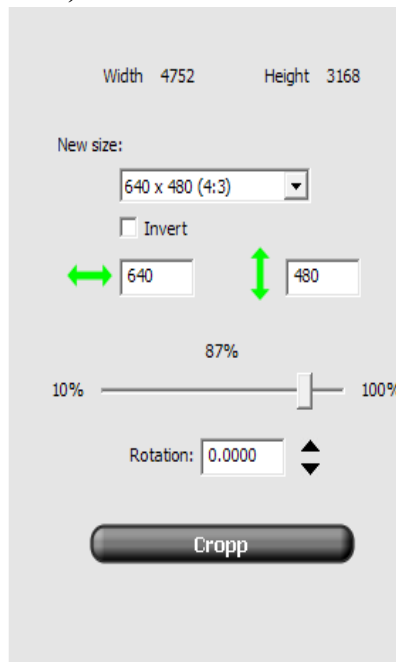 Width 4752 Height 3168
New size:
640 x 480 (4:3)
Invert
640 480
87%
10% 100%
Rotation: 0.0000
Cropp